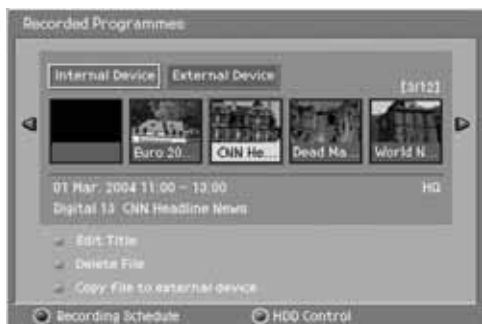 Recorded Programmes
Internal Device External Device
[3/12]
Euro 20... CNN He... Dead Ma... World N...
01 Mar. 2004 11:00 - 13:00 HQ
Digital 13 CNN Headline News
Edit Title
Delete File
Copy file to external device
Recording Schedule HDD Control